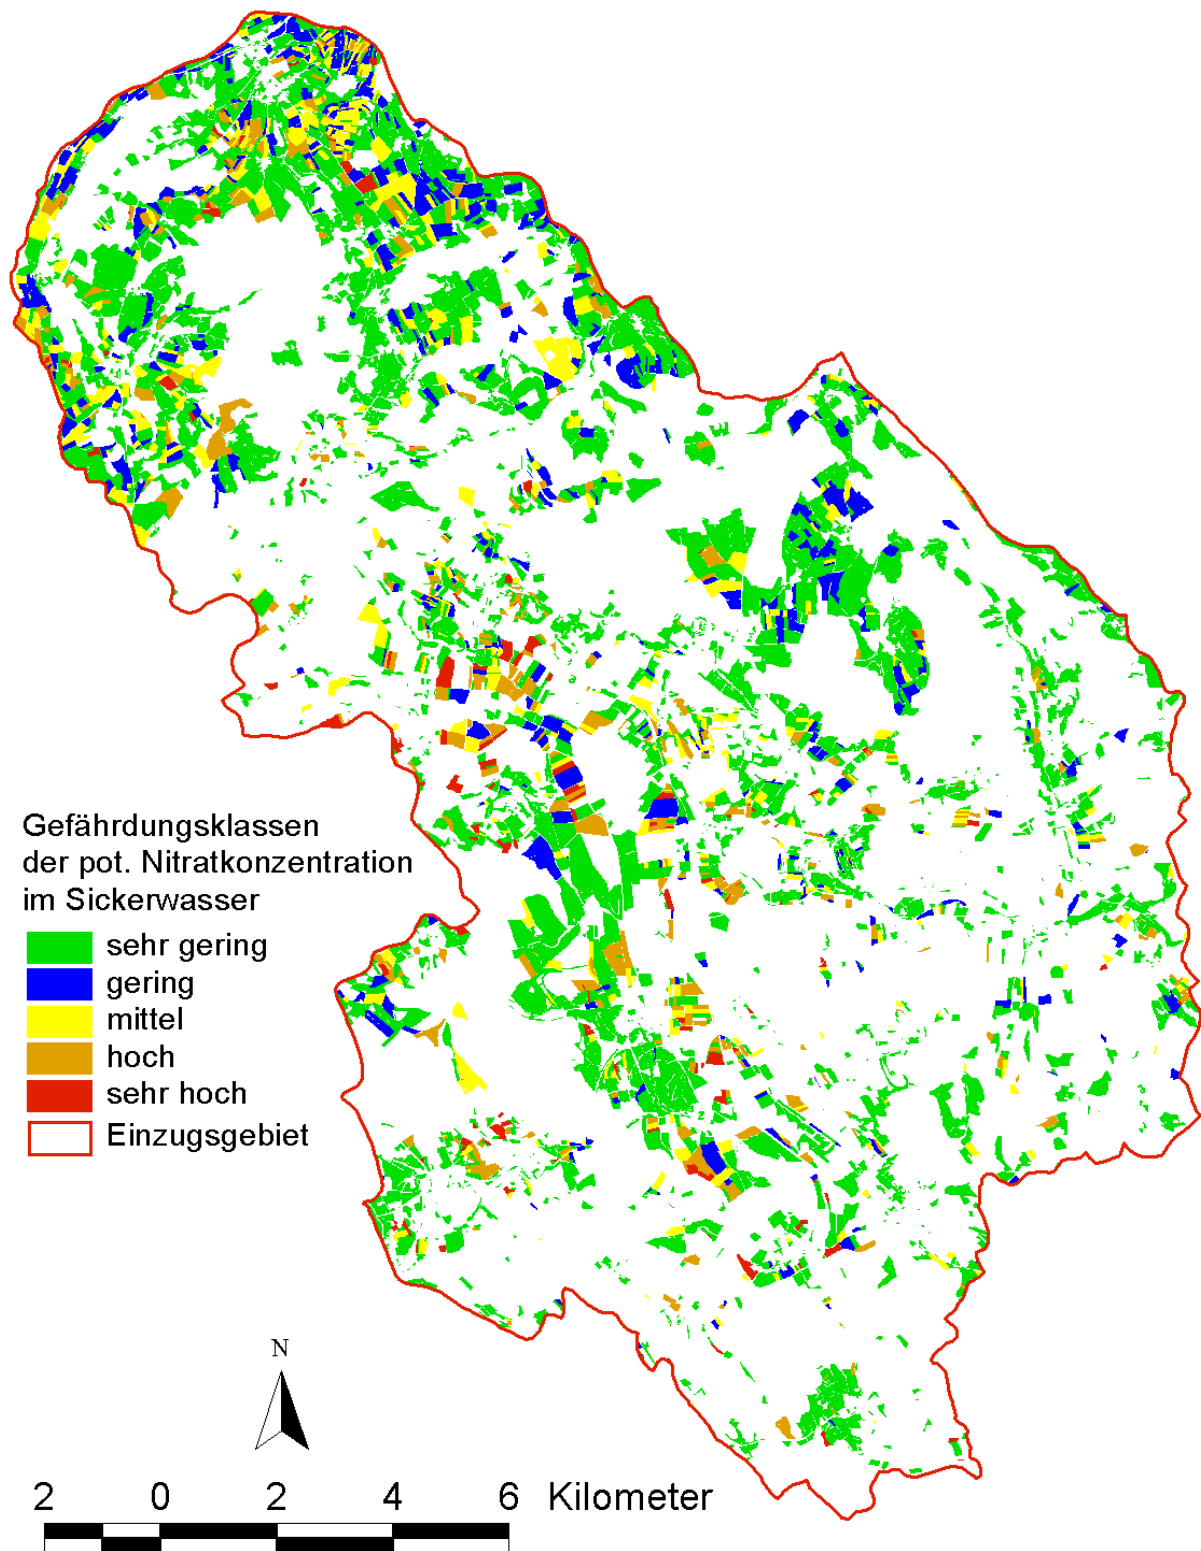 Gefährdungsklassen
der pot. Nitratkonzentration
im Sickerwasser
sehr gering
gering
mittel
hoch
sehr hoch
Einzugsgebiet
N
2 0 2 4 6 Kilometer